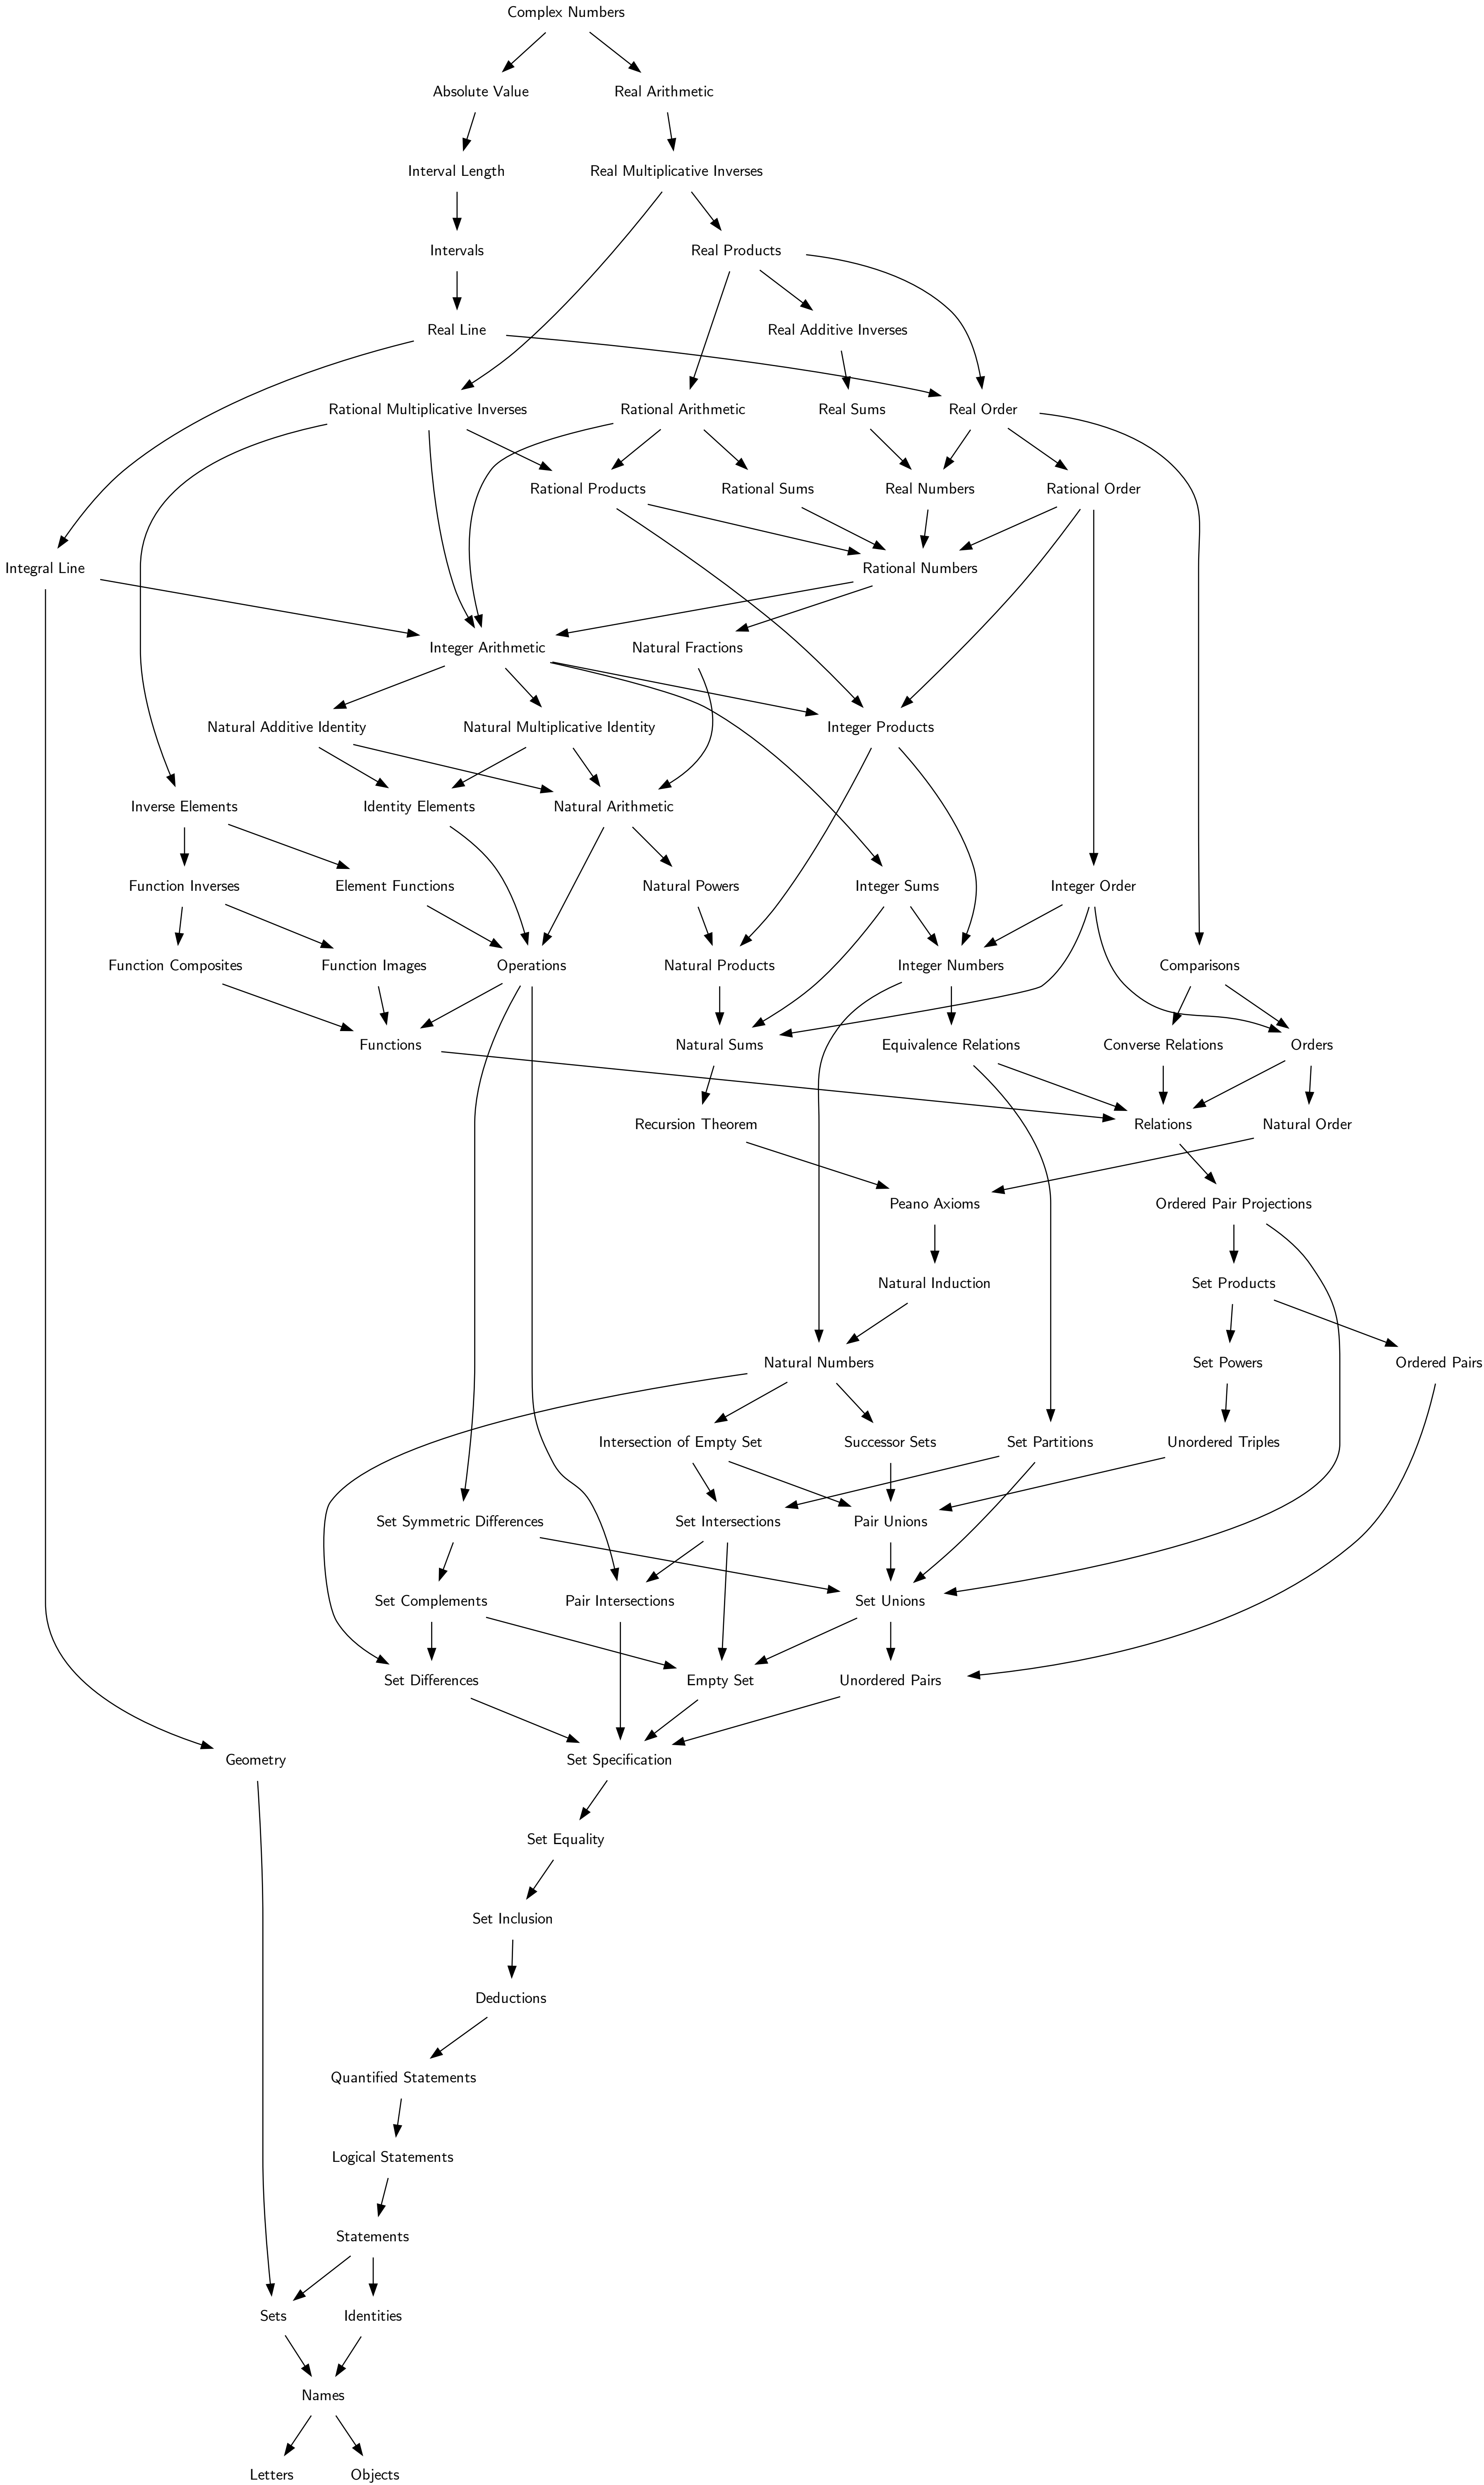 Complex Numbers
Absolute Value
Real Arithmetic
Interval Length
Real Multiplicative Inverses
Intervals
Real Products
Real Line
Real Additive Inverses
Rational Multiplicative Inverses
Rational Arithmetic
Real Sums
Real Order
Rational Products
Rational Sums
Real Numbers
Rational Order
Integral Line
Rational Numbers
Integer Arithmetic
Natural Fractions
Natural Additive Identity
Natural Multiplicative Identity
Integer Products
Inverse Elements
Identity Elements
Natural Arithmetic
Function Inverses
Element Functions
Natural Powers
Integer Sums
Integer Order
Function Composites
Function Images
Operations
Natural Products
Integer Numbers
Comparisons
Functions
Natural Sums
Equivalence Relations
Converse Relations
Orders
Recursion Theorem
Relations
Natural Order
Peano Axioms
Ordered Pair Projections
Natural Induction
Set Products
Natural Numbers
Set Powers
Ordered Pairs
Intersection of Empty Set
Successor Sets
Set Partitions
Unordered Triples
Set Symmetric Differences
Set Intersections
Pair Unions
Set Complements
Pair Intersections
Set Unions
Set Differences
Empty Set
Unordered Pairs
Geometry
Set Specification
Set Equality
Set Inclusion
Deductions
Quantified Statements
Logical Statements
Statements
Sets
Identities
Names
Letters
Objects